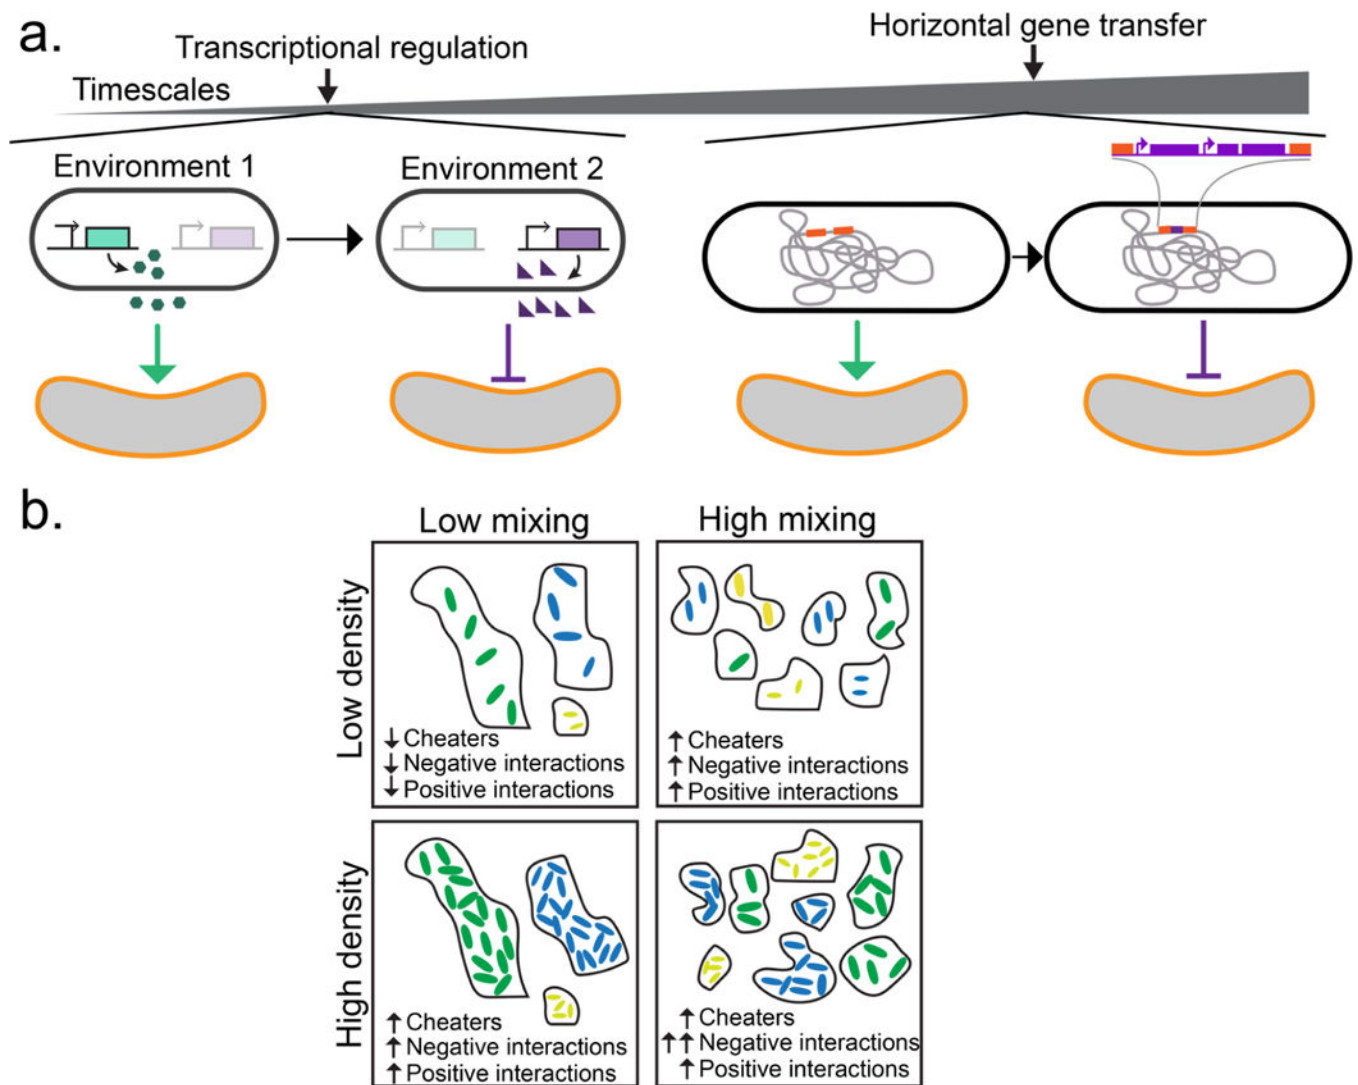 a.
Transcriptional regulation
Horizontal gene transfer
Timescales
Environment 1
Environment 2
b.
Low mixing
High mixing
Low density
↓ Cheaters
↓ Negative interactions
↓ Positive interactions
↑ Cheaters
↑ Negative interactions
↑ Positive interactions
High density
↑ Cheaters
↑ Negative interactions
↑ Positive interactions
↑ Cheaters
↑↑ Negative interactions
↑ Positive interactions